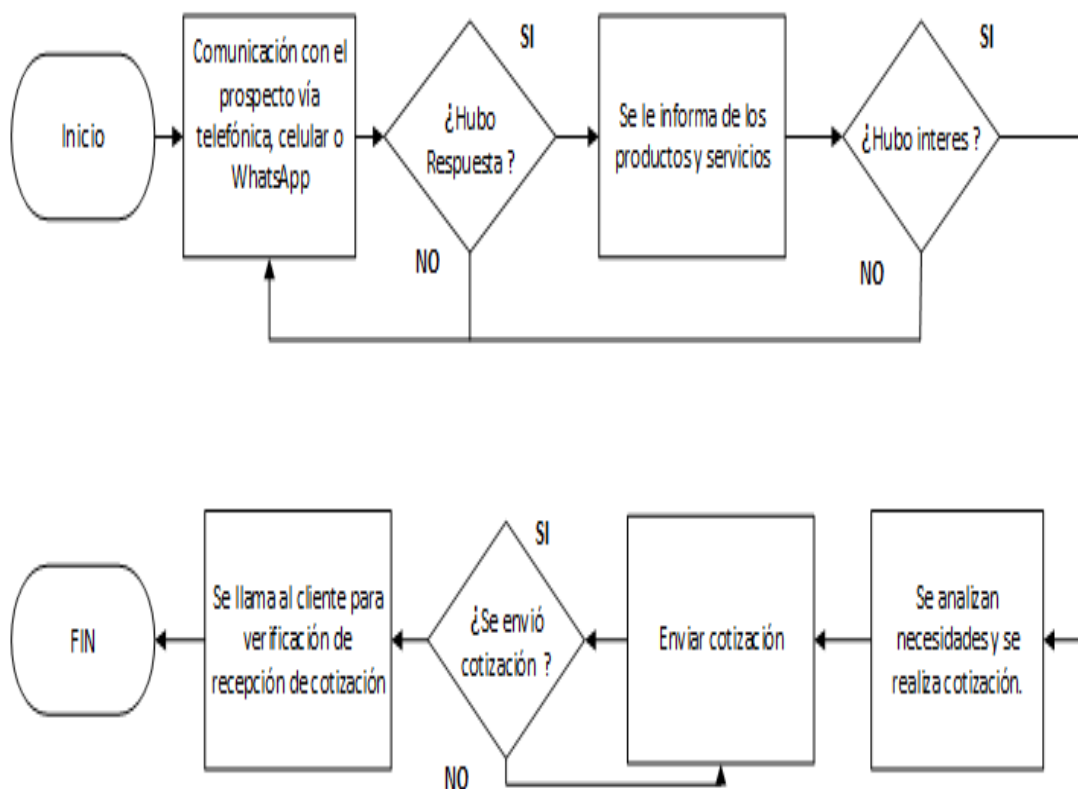 Inicio
Comunicación con el
prospecto vía
telefónica, celular o
WhatsApp
¿Hubo
Respuesta ?
SI
NO
Se le informa de los
productos y servicios
¿Hubo interes ?
SI
NO
Se analizan
necesidades y se
realiza cotización.
Enviar cotización
¿Se envió
cotización ?
SI
NO
Se llama al cliente para
verificación de
recepción de cotización
FIN